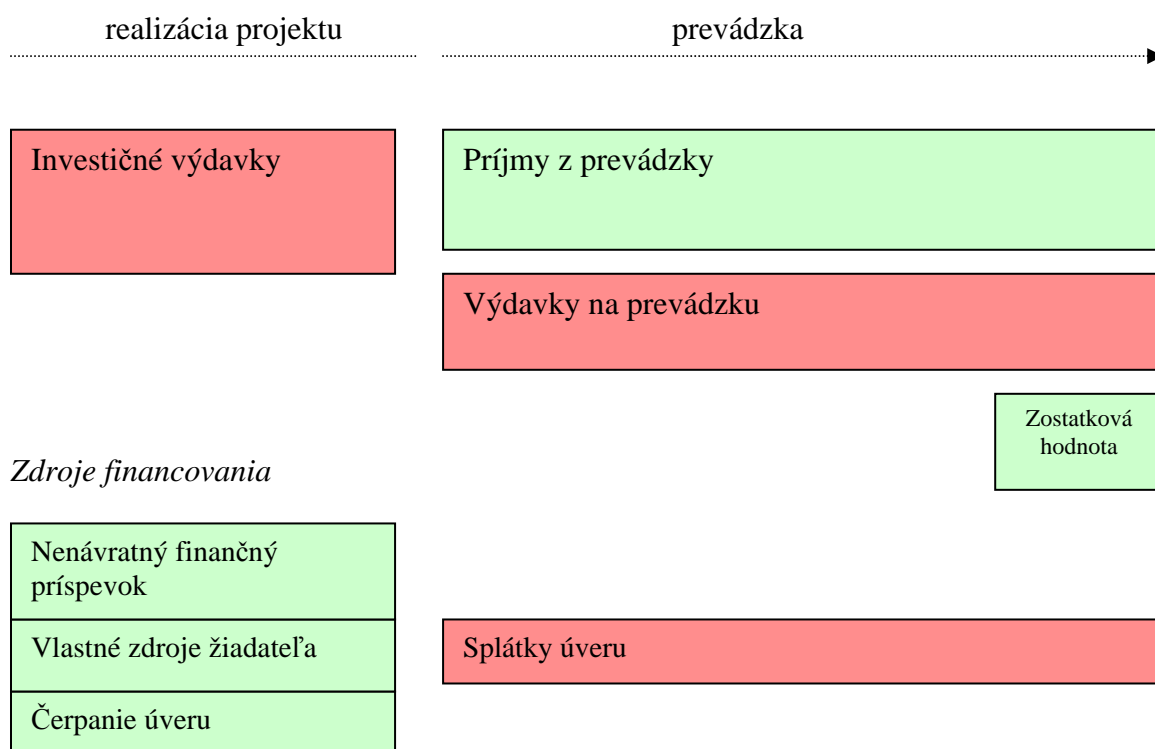 realizácia projektu
prevádzka
Investičné výdavky
Príjmy z prevádzky
Výdavky na prevádzku
Zostatková
hodnota
Zdroje financovania
Nenávratný finančný
príspevok
Vlastné zdroje žiadateľa
Splátky úveru
Čerpanie úveru